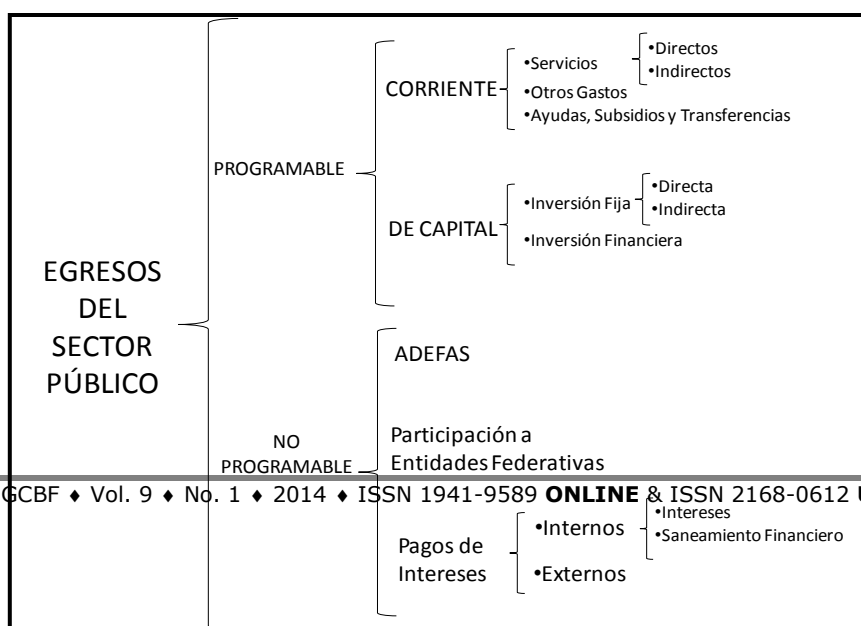 EGRESOS
DEL
SECTOR
PÚBLICO
PROGRAMABLE
CORRIENTE
•Servicios
•Directos
•Indirectos
•Otros Gastos
•Ayudas, Subsidios y Transferencias
DE CAPITAL
•Inversión Fija
•Directa
•Indirecta
•Inversión Financiera
NO
PROGRAMABLE
ADEFAS
Participación a
Entidades Federativas
GCBF ♦ Vol. 9 ♦ No. 1 ♦ 2014 ♦ ISSN 1941-9589 ONLINE & ISSN 2168-0612
Pagos de
Intereses
•Internos
•Intereses
•Saneamiento Financiero
•Externos